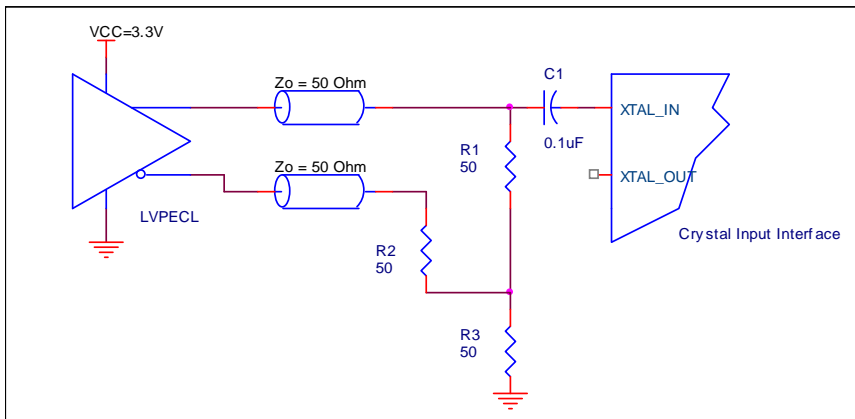 VCC=3.3V
Zo = 50 Ohm
C1
0.1uF
XTAL_IN
R1
50
Zo = 50 Ohm
XTAL_OUT
LVPECL
R2
50
Crystal Input Interface
R3
50